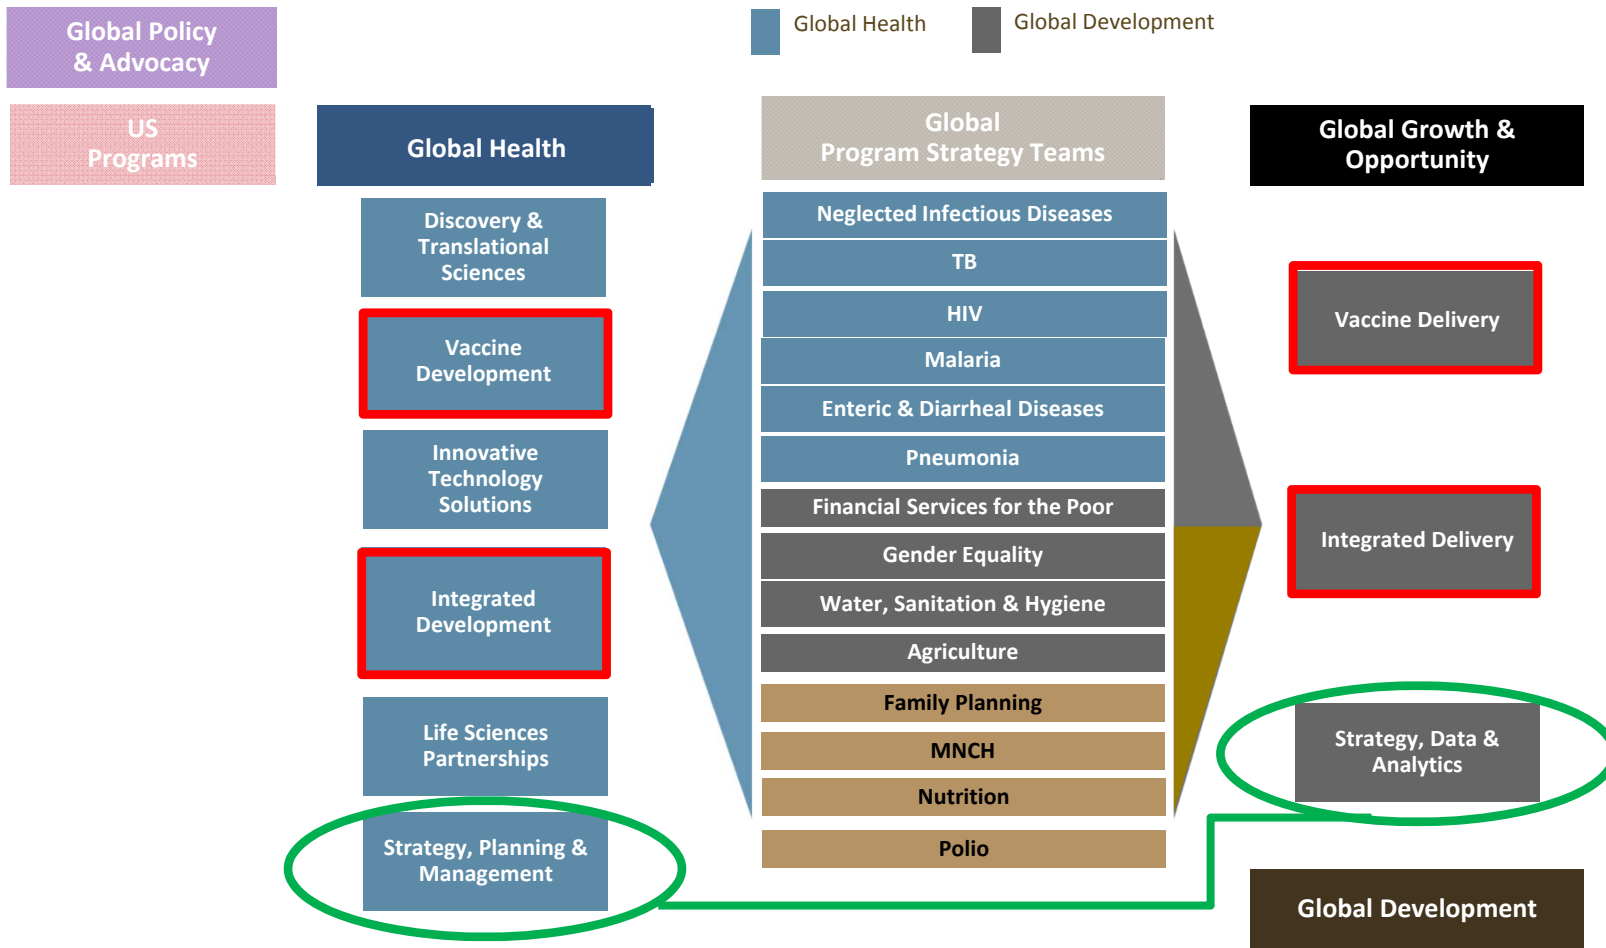 Global Policy
& Advocacy
Global Health
Global Development
US
Programs
Global Health
Global
Program Strategy Teams
Global Growth &
Opportunity
Discovery &
Translational
Sciences
Vaccine
Development
Innovative
Technology
Solutions
Integrated
Development
Life Sciences
Partnerships
Strategy, Planning &
Management
Neglected Infectious Diseases
TB
HIV
Malaria
Enteric & Diarrheal Diseases
Pneumonia
Financial Services for the Poor
Gender Equality
Water, Sanitation & Hygiene
Agriculture
Family Planning
MNCH
Nutrition
Polio
Vaccine Delivery
Integrated Delivery
Strategy, Data &
Analytics
Global Development